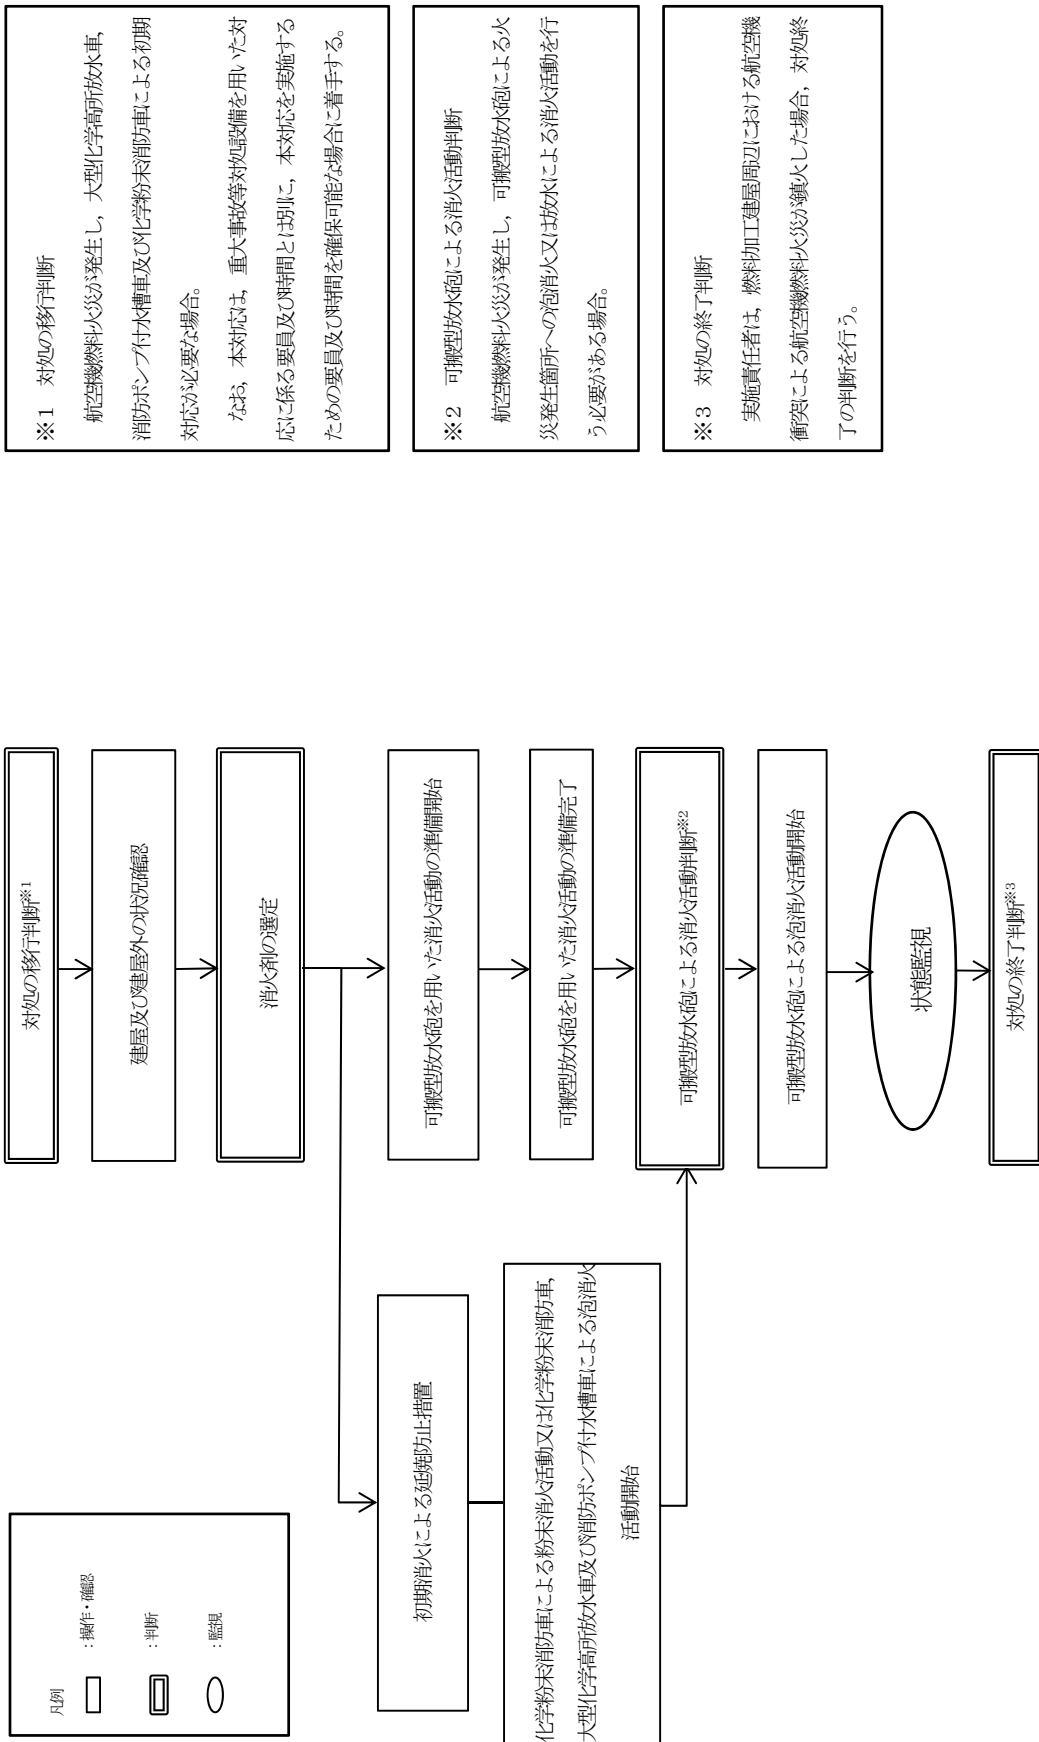 凡例
：操作・確認
：判断
：監視
対処の移行判断※1
建屋及び建屋外の状況確認
消火剤の選定
初期消火による延焼防止措置
化学粉末消防車による粉末消火活動又は化学粉末消防車，
大型化学高所放水車及び消防ポンプ付水槽車による泡消火
活動開始
可搬型放水砲を用いた消火活動の準備開始
可搬型放水砲を用いた消火活動の準備完了
可搬型放水砲による消火活動判断※2
可搬型放水砲による泡消火活動開始
状態監視
対処の終了判断※3
※1　対処の移行判断
航空機燃料火災が発生し，大型化学高所放水車，
消防ポンプ付水槽車及び化学粉末消防車による初期
対応が必要な場合。
なお，本対応は，重大事故等対処設備を用いた対
応に係る要員及び時間とは別に，本対応を実施する
ための要員及び時間を確保可能な場合に着手する。
※2　可搬型放水砲による消火活動判断
航空機燃料火災が発生し，可搬型放水砲による火
災発生箇所への泡消火又は放水による消火活動を行
う必要がある場合。
※3　対処の終了判断
実施責任者は，燃料加工建屋周辺における航空機
衝突による航空機燃料火災が鎮火した場合，対処終
了の判断を行う。